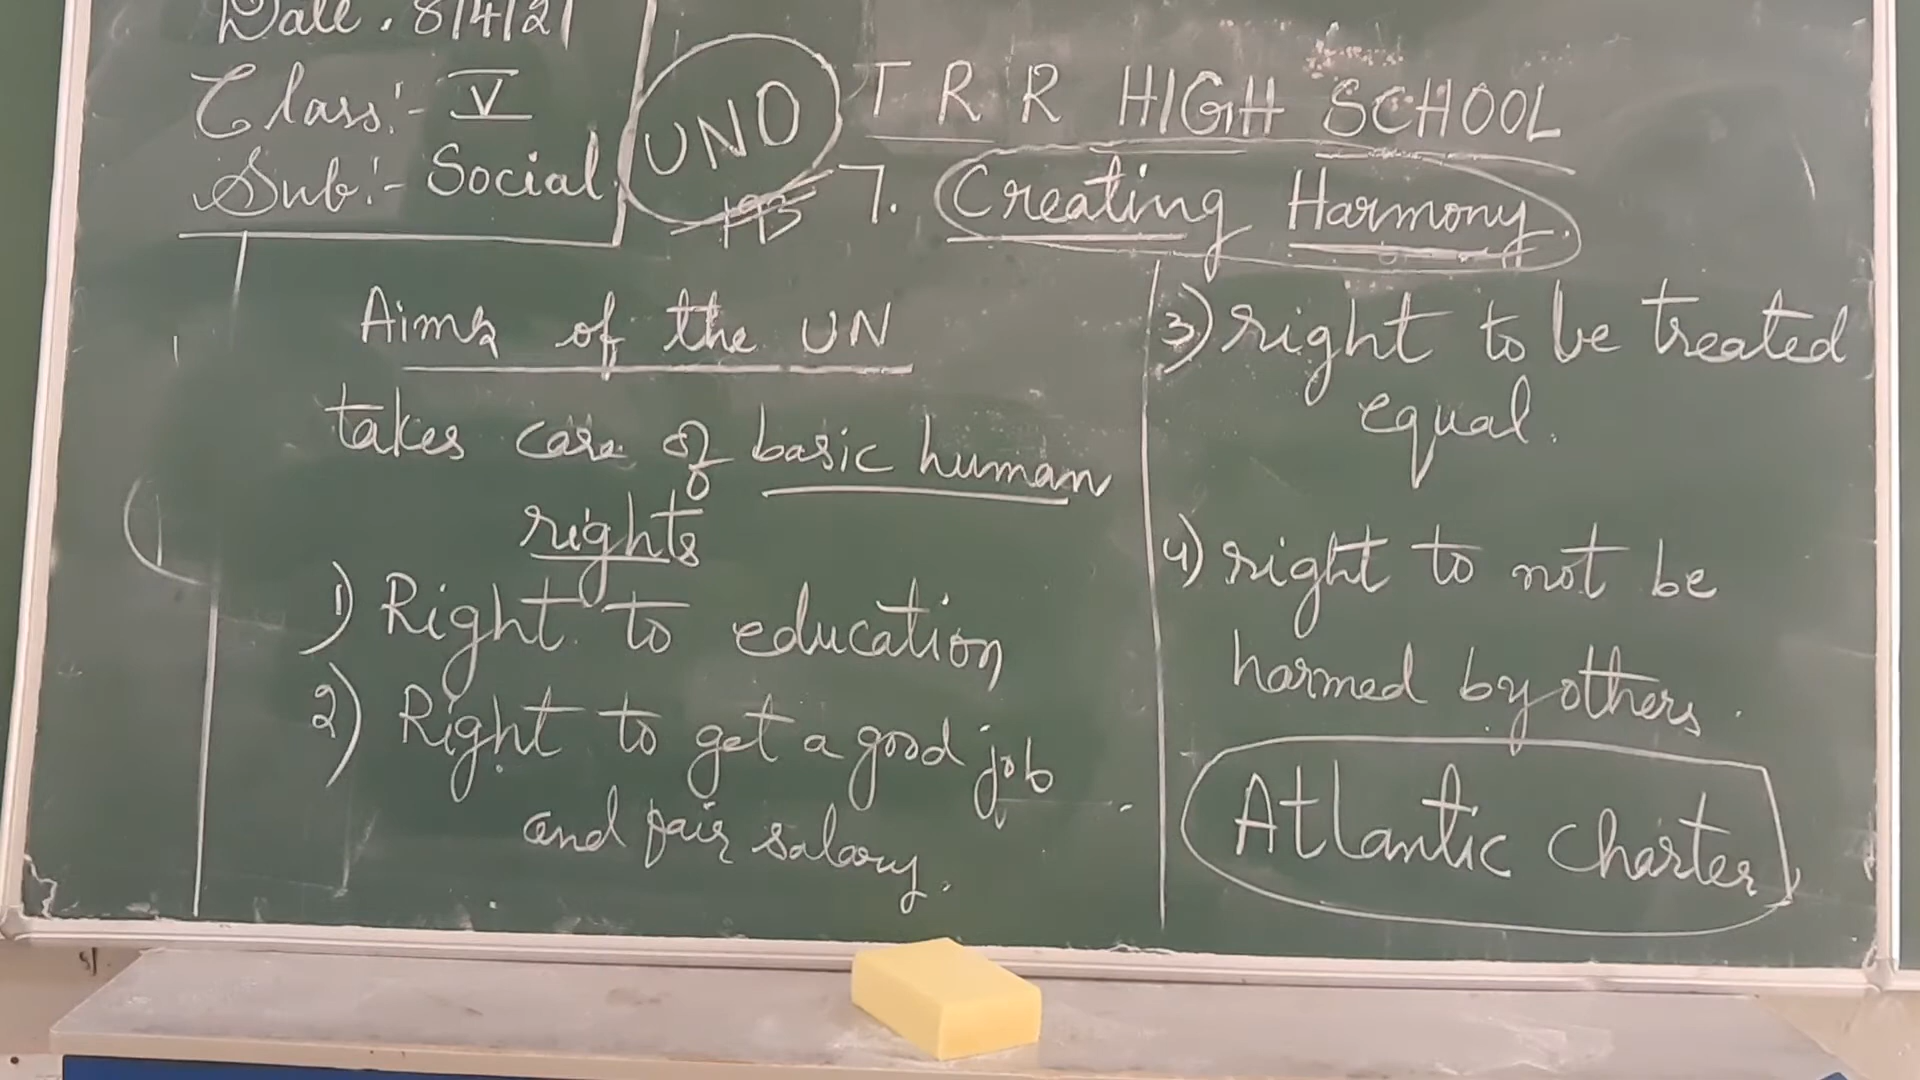 Date . 8/4/21
Class:- V
Sub:- Social
UNO
193
T R R HIGH SCHOOL
7. Creating Harmony.
Aims of the UN
takes care of basic human
rights
1) Right to education
2) Right to get a good job
and fair salary.
3) right to be treated
equal.
4) right to not be
harmed by others.
Atlantic Charter